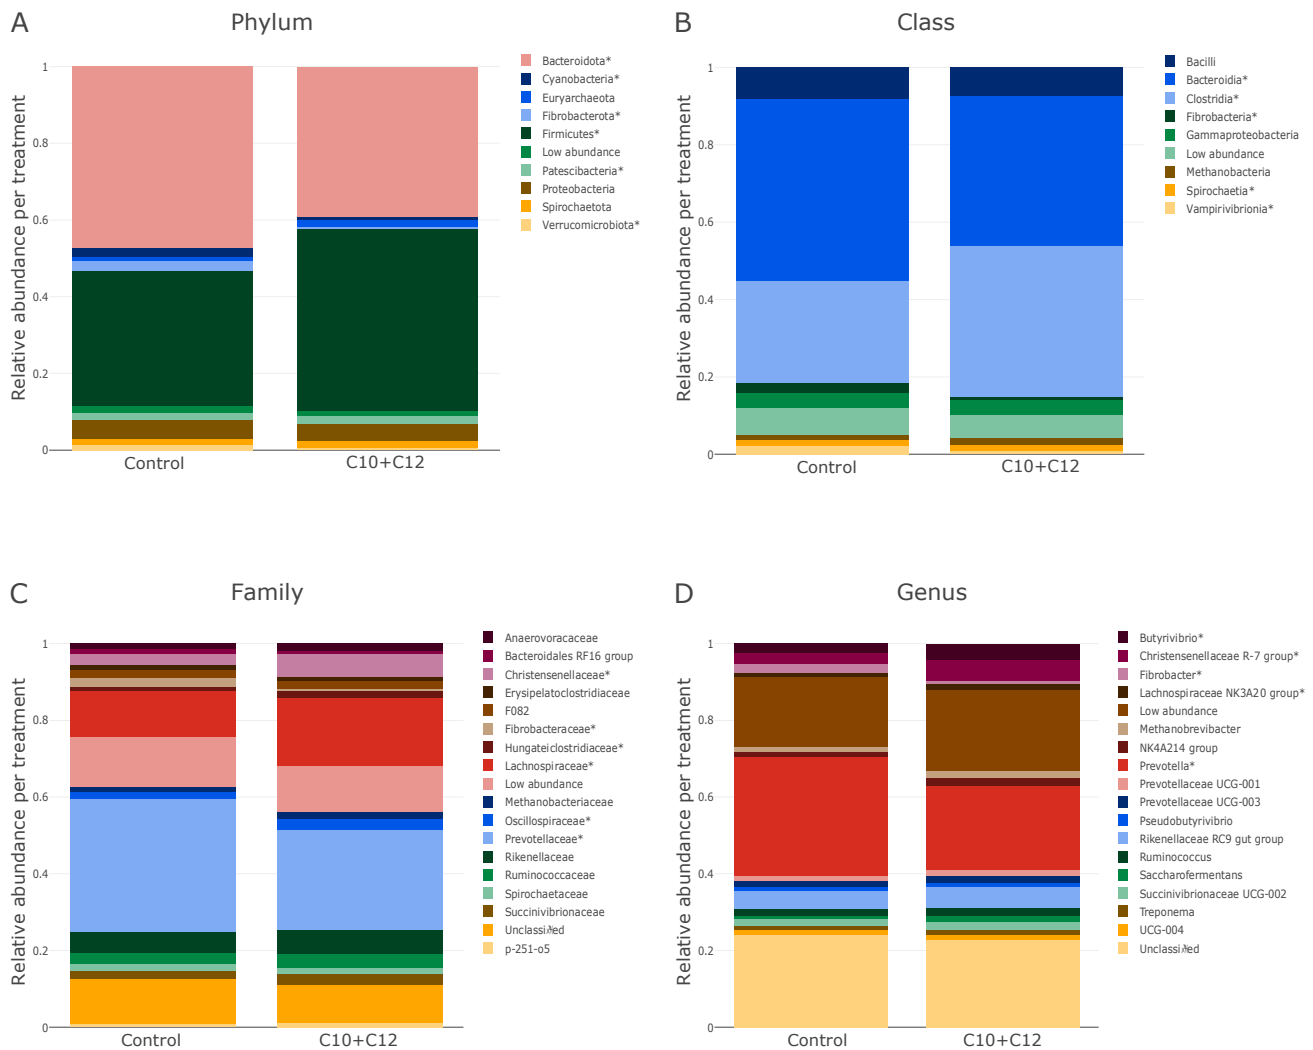 A
Phylum
Relative abundance per treatment
1
0.8
0.6
0.4
0.2
0
Control
C10+C12
Bacteroidota*
Cyanobacteria*
Euryarchaeota
Fibrobacterota*
Firmicutes*
Low abundance
Patescibacteria*
Proteobacteria
Spirochaetota
Verrucomicrobiota*
B
Class
Relative abundance per treatment
1
0.8
0.6
0.4
0.2
0
Control
C10+C12
Bacilli
Bacteroidia*
Clostridia*
Fibrobacteria*
Gammaproteobacteria
Low abundance
Methanobacteria
Spirochaetia*
Vampirivibrionia*
C
Family
Relative abundance per treatment
1
0.8
0.6
0.4
0.2
0
Control
C10+C12
Anaerovoracaceae
Bacteroidales RF16 group
Christensenellaceae*
Erysipelatoclostridiaceae
F082
Fibrobacteraceae*
Hungateiclostridiaceae*
Lachnospiraceae*
Low abundance
Methanobacteriaceae
Oscillospiraceae*
Prevotellaceae*
Rikenellaceae
Ruminococcaceae
Spirochaetaceae
Succinivibrionaceae
p-251-o5
D
Genus
Relative abundance per treatment
1
0.8
0.6
0.4
0.2
0
Control
C10+C12
Butyrivibrio*
Christensenellaceae R-7 group*
Fibrobacter*
Lachnospiraceae NK3A20 group*
Low abundance
Methanobrevibacter
NK4A214 group
Prevotella*
Prevotellaceae UCG-001
Prevotellaceae UCG-003
Pseudobutyrivibrio
Rikenellaceae RC9 gut group
Ruminococcus
Saccharofermentans
Succinivibrionaceae UCG-002
Treponema
UCG-004